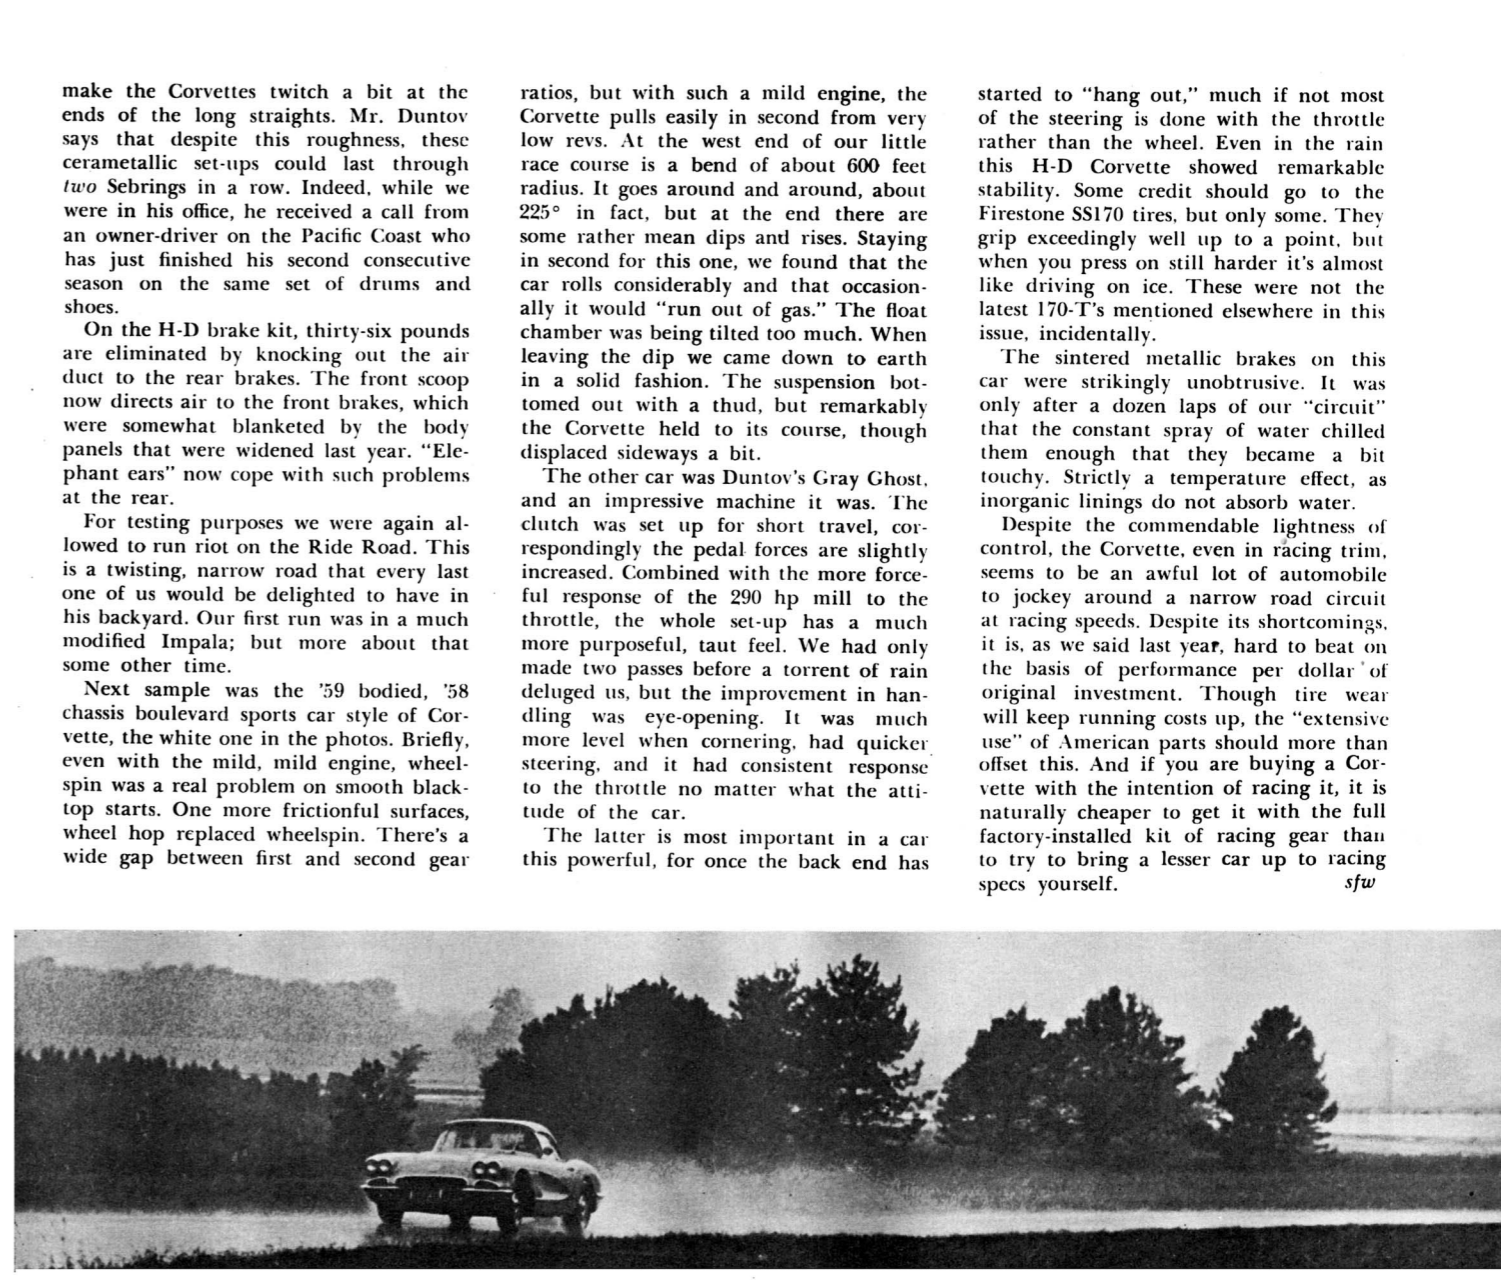 make the Corvettes twitch a bit at the
ends of the long straights. Mr. Duntov
says that despite this roughness, these
cerametallic set-ups could last through
two Sebrings in a row. Indeed, while we
were in his office, he received a call from
an owner-driver on the Pacific Coast who
has just finished his second consecutive
season on the same set of drums and
shoes.
On the H-D brake kit, thirty-six pounds
are eliminated by knocking out the air
duct to the rear brakes. The front scoop
now directs air to the front brakes, which
were somewhat blanketed by the body
panels that were widened last year. “Ele-
phant ears” now cope with such problems
at the rear.
For testing purposes we were again al-
lowed to run riot on the Ride Road. This
is a twisting, narrow road that every last
one of us would be delighted to have in
his backyard. Our first run was in a much
modified Impala; but more about that
some other time.
Next sample was the ’59 bodied, ’58
chassis boulevard sports car style of Cor-
vette, the white one in the photos. Briefly,
even with the mild, mild engine, wheel-
spin was a real problem on smooth black-
top starts. One more frictionful surfaces,
wheel hop replaced wheelspin. There’s a
wide gap between first and second gear
ratios, but with such a mild engine, the
Corvette pulls easily in second from very
low revs. At the west end of our little
race course is a bend of about 600 feet
radius. It goes around and around, about
225° in fact, but at the end there are
some rather mean dips and rises. Staying
in second for this one, we found that the
car rolls considerably and that occasion-
ally it would “run out of gas.” The float
chamber was being tilted too much. When
leaving the dip we came down to earth
in a solid fashion. The suspension bot-
tomed out with a thud, but remarkably
the Corvette held to its course, though
displaced sideways a bit.
The other car was Duntov’s Gray Ghost,
and an impressive machine it was. The
clutch was set up for short travel, cor-
respondingly the pedal forces are slightly
increased. Combined with the more force-
ful response of the 290 hp mill to the
throttle, the whole set-up has a much
more purposeful, taut feel. We had only
made two passes before a torrent of rain
deluged us, but the improvement in han-
dling was eye-opening. It was much
more level when cornering, had quicker
steering, and it had consistent response
to the throttle no matter what the atti-
tude of the car.
The latter is most important in a car
this powerful, for once the back end has
started to “hang out,” much if not most
of the steering is done with the throttle
rather than the wheel. Even in the rain
this H-D Corvette showed remarkable
stability. Some credit should go to the
Firestone SS170 tires, but only some. They
grip exceedingly well up to a point, but
when you press on still harder it’s almost
like driving on ice. These were not the
latest 170-T’s mentioned elsewhere in this
issue, incidentally.
The sintered metallic brakes on this
car were strikingly unobtrusive. It was
only after a dozen laps of our “circuit”
that the constant spray of water chilled
them enough that they became a bit
touchy. Strictly a temperature effect, as
inorganic linings do not absorb water.
Despite the commendable lightness of
control, the Corvette, even in racing trim,
seems to be an awful lot of automobile
to jockey around a narrow road circuit
at racing speeds. Despite its shortcomings,
it is, as we said last year, hard to beat on
the basis of performance per dollar of
original investment. Though tire wear
will keep running costs up, the “extensive
use” of American parts should more than
offset this. And if you are buying a Cor-
vette with the intention of racing it, it is
naturally cheaper to get it with the full
factory-installed kit of racing gear than
to try to bring a lesser car up to racing
specs yourself. sfw